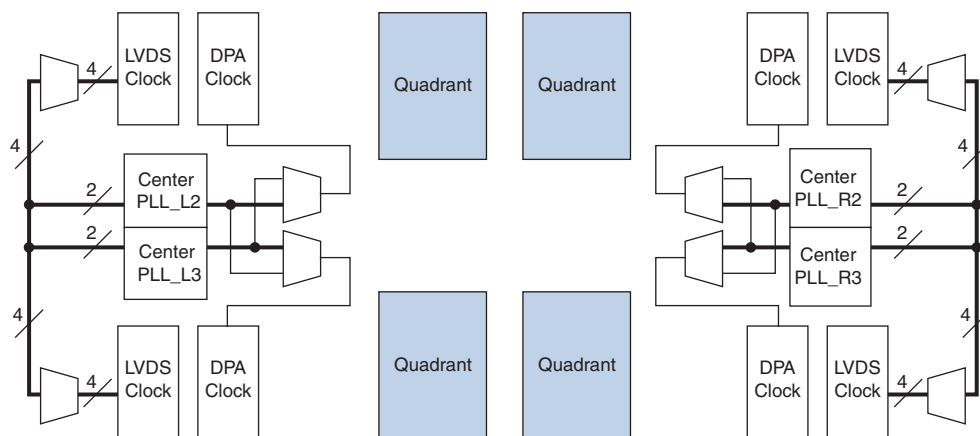 4
LVDS
Clock
DPA
Clock
Quadrant
Quadrant
DPA
Clock
LVDS
Clock
4
4
4
2
Center
PLL_L2
Center
PLL_R2
2
2
Center
PLL_L3
Center
PLL_R3
2
4
4
4
LVDS
Clock
DPA
Clock
Quadrant
Quadrant
DPA
Clock
LVDS
Clock
4